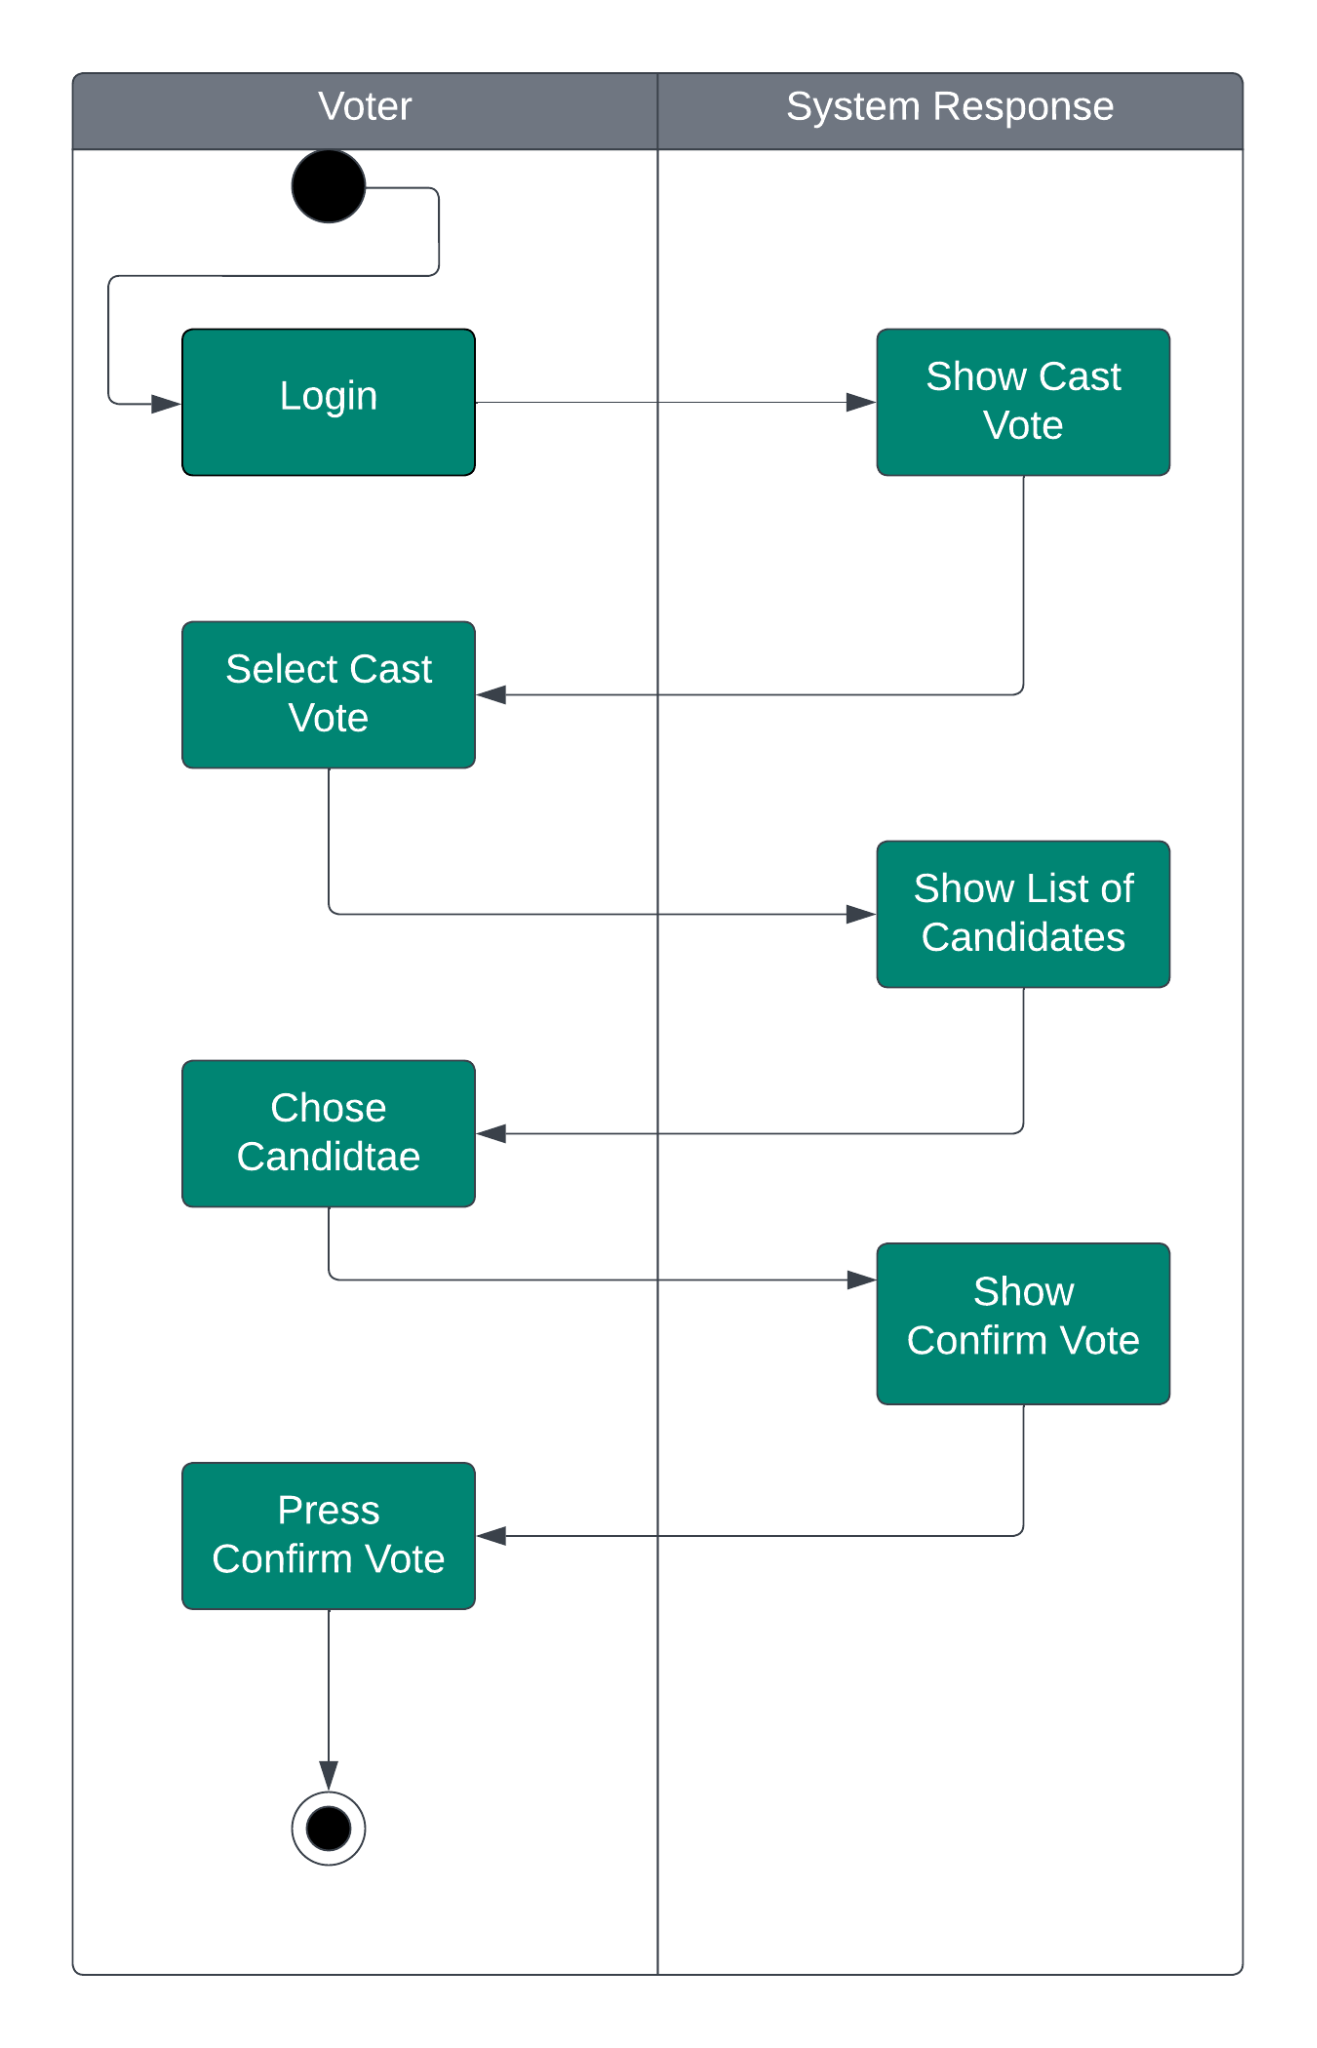 Voter
System Response
Login
Show Cast
Vote
Select Cast
Vote
Show List of
Candidates
Chose
Candidtae
Show
Confirm Vote
Press
Confirm Vote